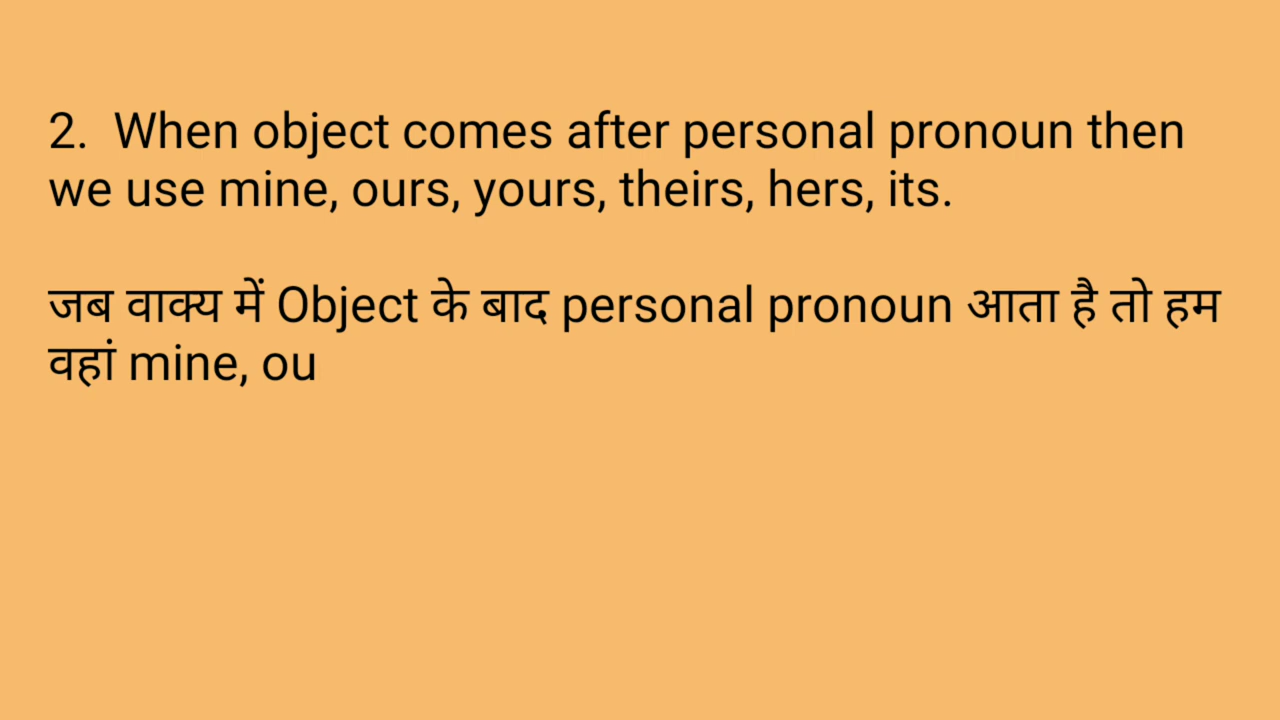 2. When object comes after personal pronoun then
we use mine, ours, yours, theirs, hers, its.
जब वाक्य में Object के बाद personal pronoun आता है तो हम
वहां mine, ou